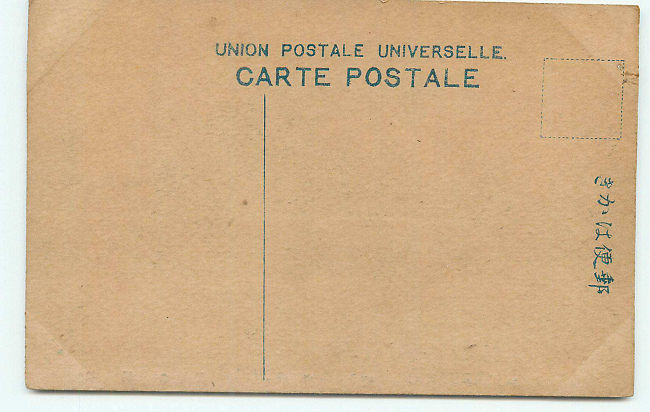 UNION POSTALE UNIVERSELLE.
CARTE POSTALE
郵便はかき